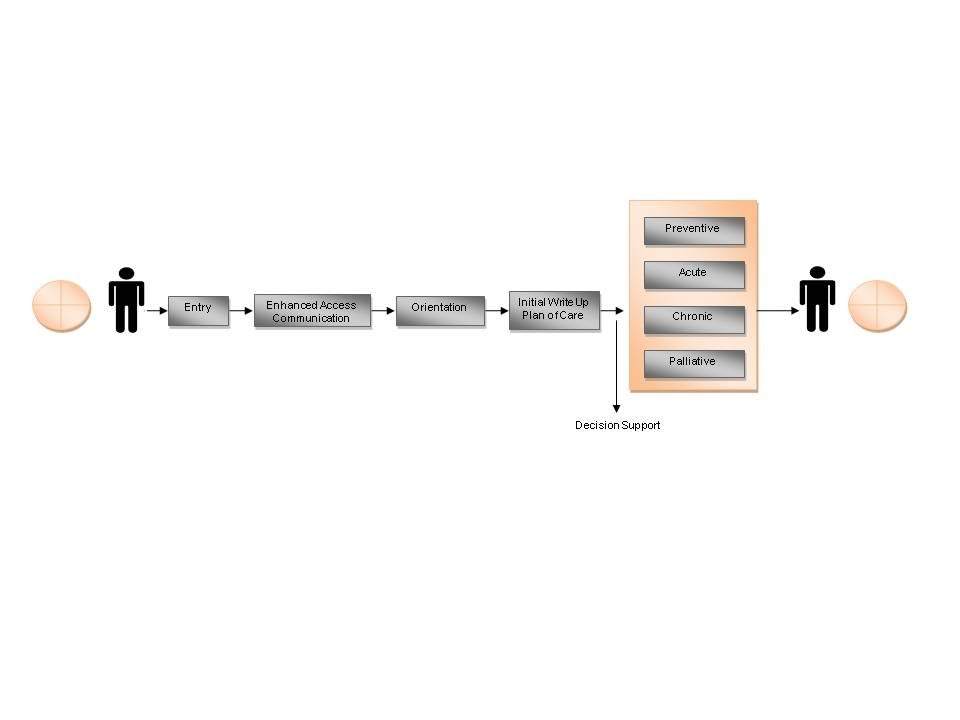 Preventive
Acute
Entry
Enhanced Access
Communication
Orientation
Initial Write Up
Plan of Care
Chronic
Palliative
Decision Support